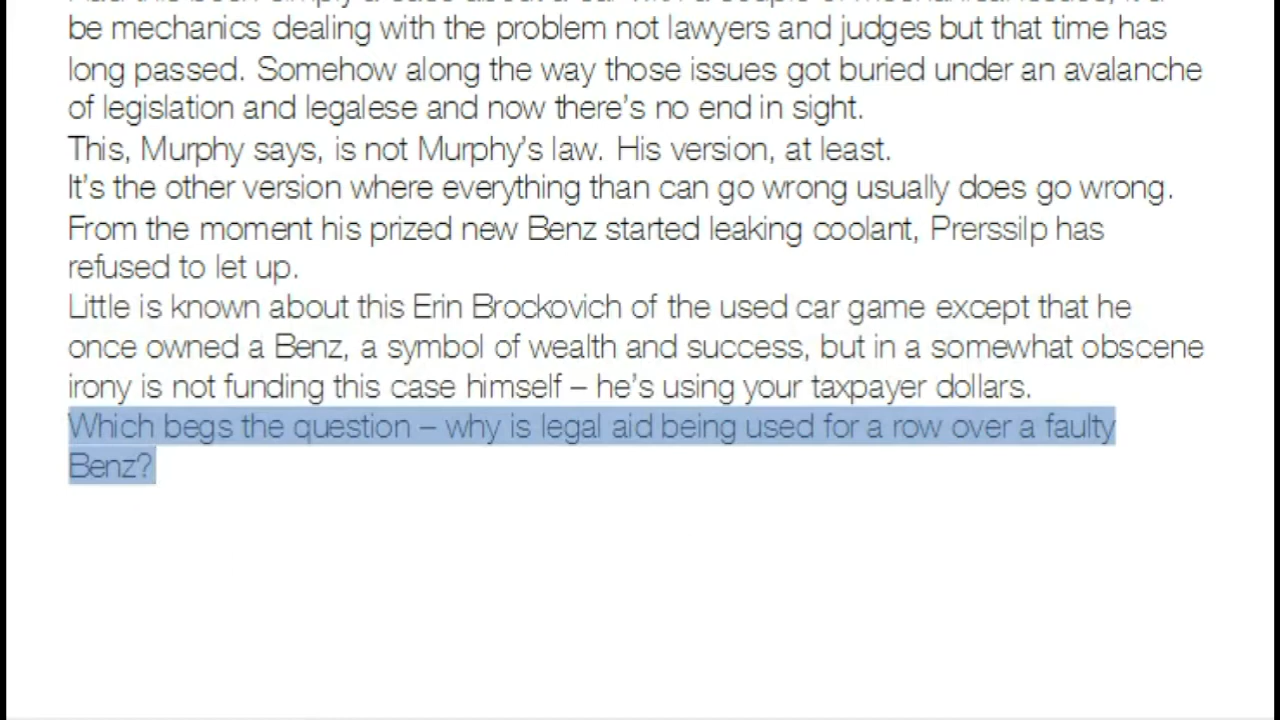 be mechanics dealing with the problem not lawyers and judges but that time has
long passed. Somehow along the way those issues got buried under an avalanche
of legislation and legalese and now there's no end in sight.
This, Murphy says, is not Murphy's law. His version, at least.
It's the other version where everything than can go wrong usually does go wrong.
From the moment his prized new Benz started leaking coolant, Prerssilp has
refused to let up.
Little is known about this Erin Brockovich of the used car game except that he
once owned a Benz, a symbol of wealth and success, but in a somewhat obscene
irony is not funding this case himself – he's using your taxpayer dollars.
Which begs the question – why is legal aid being used for a row over a faulty
Benz?